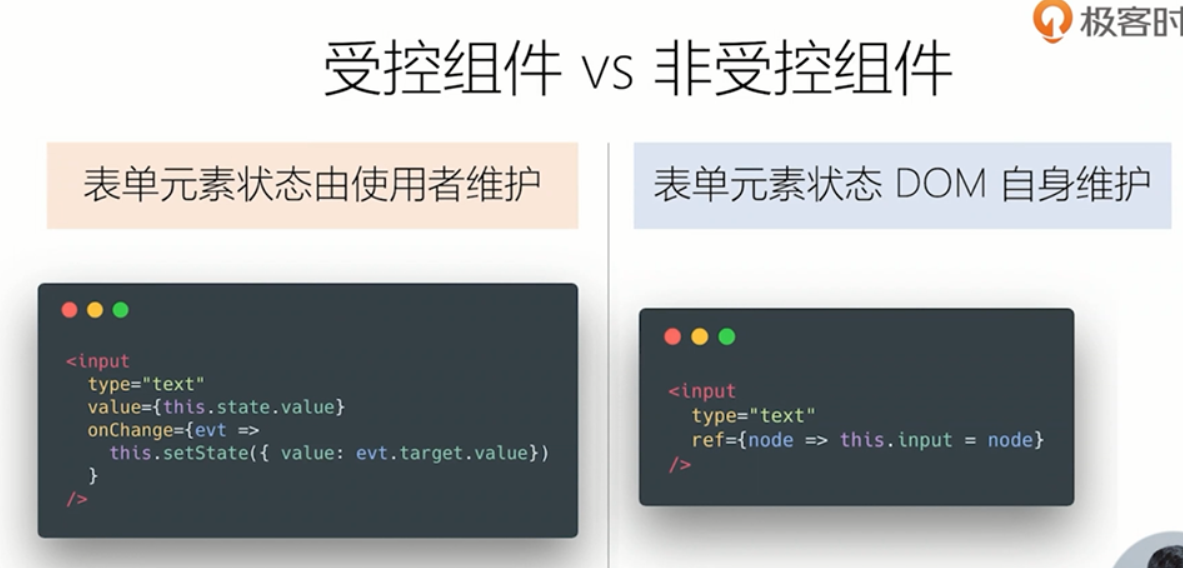 极客时
受控组件 vs 非受控组件
表单元素状态由使用者维护
<input
type="text"
value={this.state.value}
onChange={evt =>
this.setState({ value: evt.target.value})
}
/>
表单元素状态 DOM 自身维护
<input
type="text"
ref={node => this.input = node}
/>